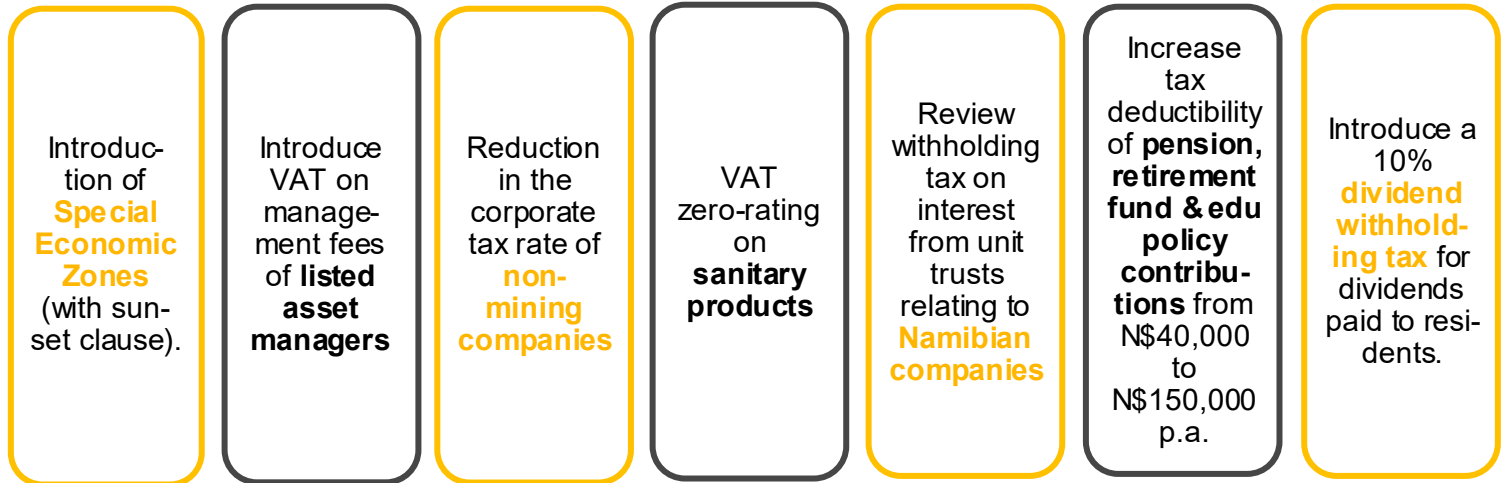 Introduc-
tion of
Special
Economic
Zones
(with sun-
set clause).
Introduce
VAT on
manage-
ment fees
of listed
asset
managers
Reduction
in the
corporate
tax rate of
non-
mining
companies
VAT
zero-rating
on
sanitary
products
Review
withholding
tax on
interest
from unit
trusts
relating to
Namibian
companies
Increase
tax
deductibility
of pension,
retirement
fund & edu
policy
contribu-
tions from
N$40,000
to
N$150,000
p.a.
Introduce a
10%
dividend
withhold-
ing tax for
dividends
paid to resi-
dents.